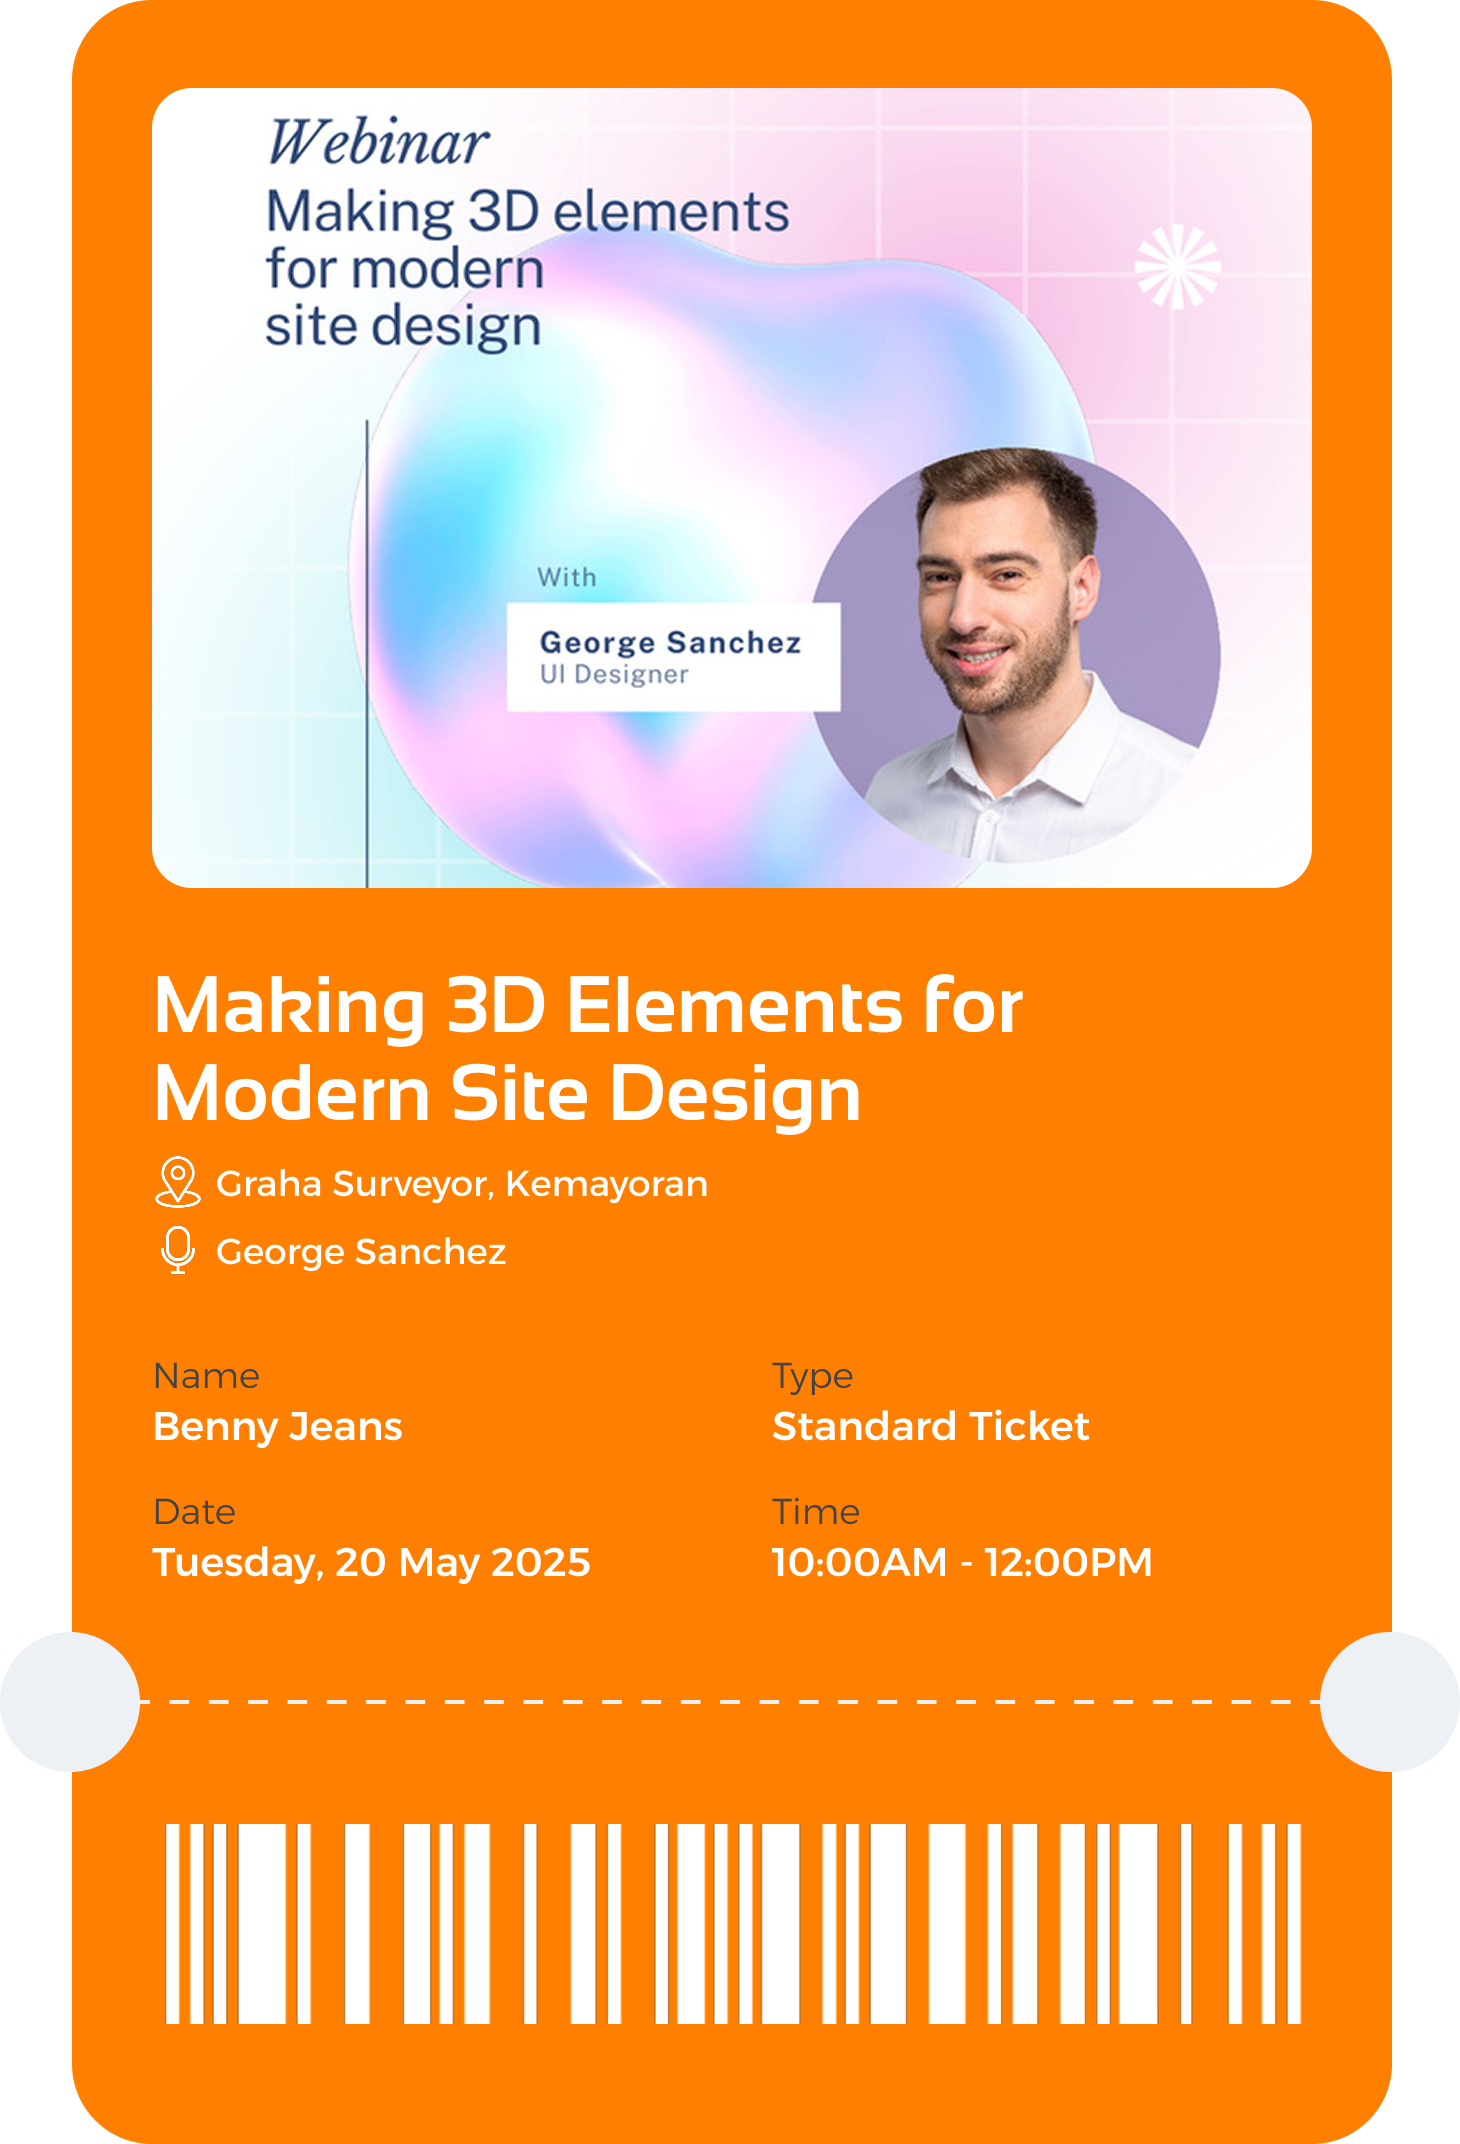 Webinar
Making 3D elements
for modern
site design
With
George Sanchez
UI Designer
Making 3D Elements for
Modern Site Design
Graha Surveyor, Kemayoran
George Sanchez
Name
Type
Benny Jeans
Standard Ticket
Date
Time
Tuesday, 20 May 2025
10:00AM - 12:00PM